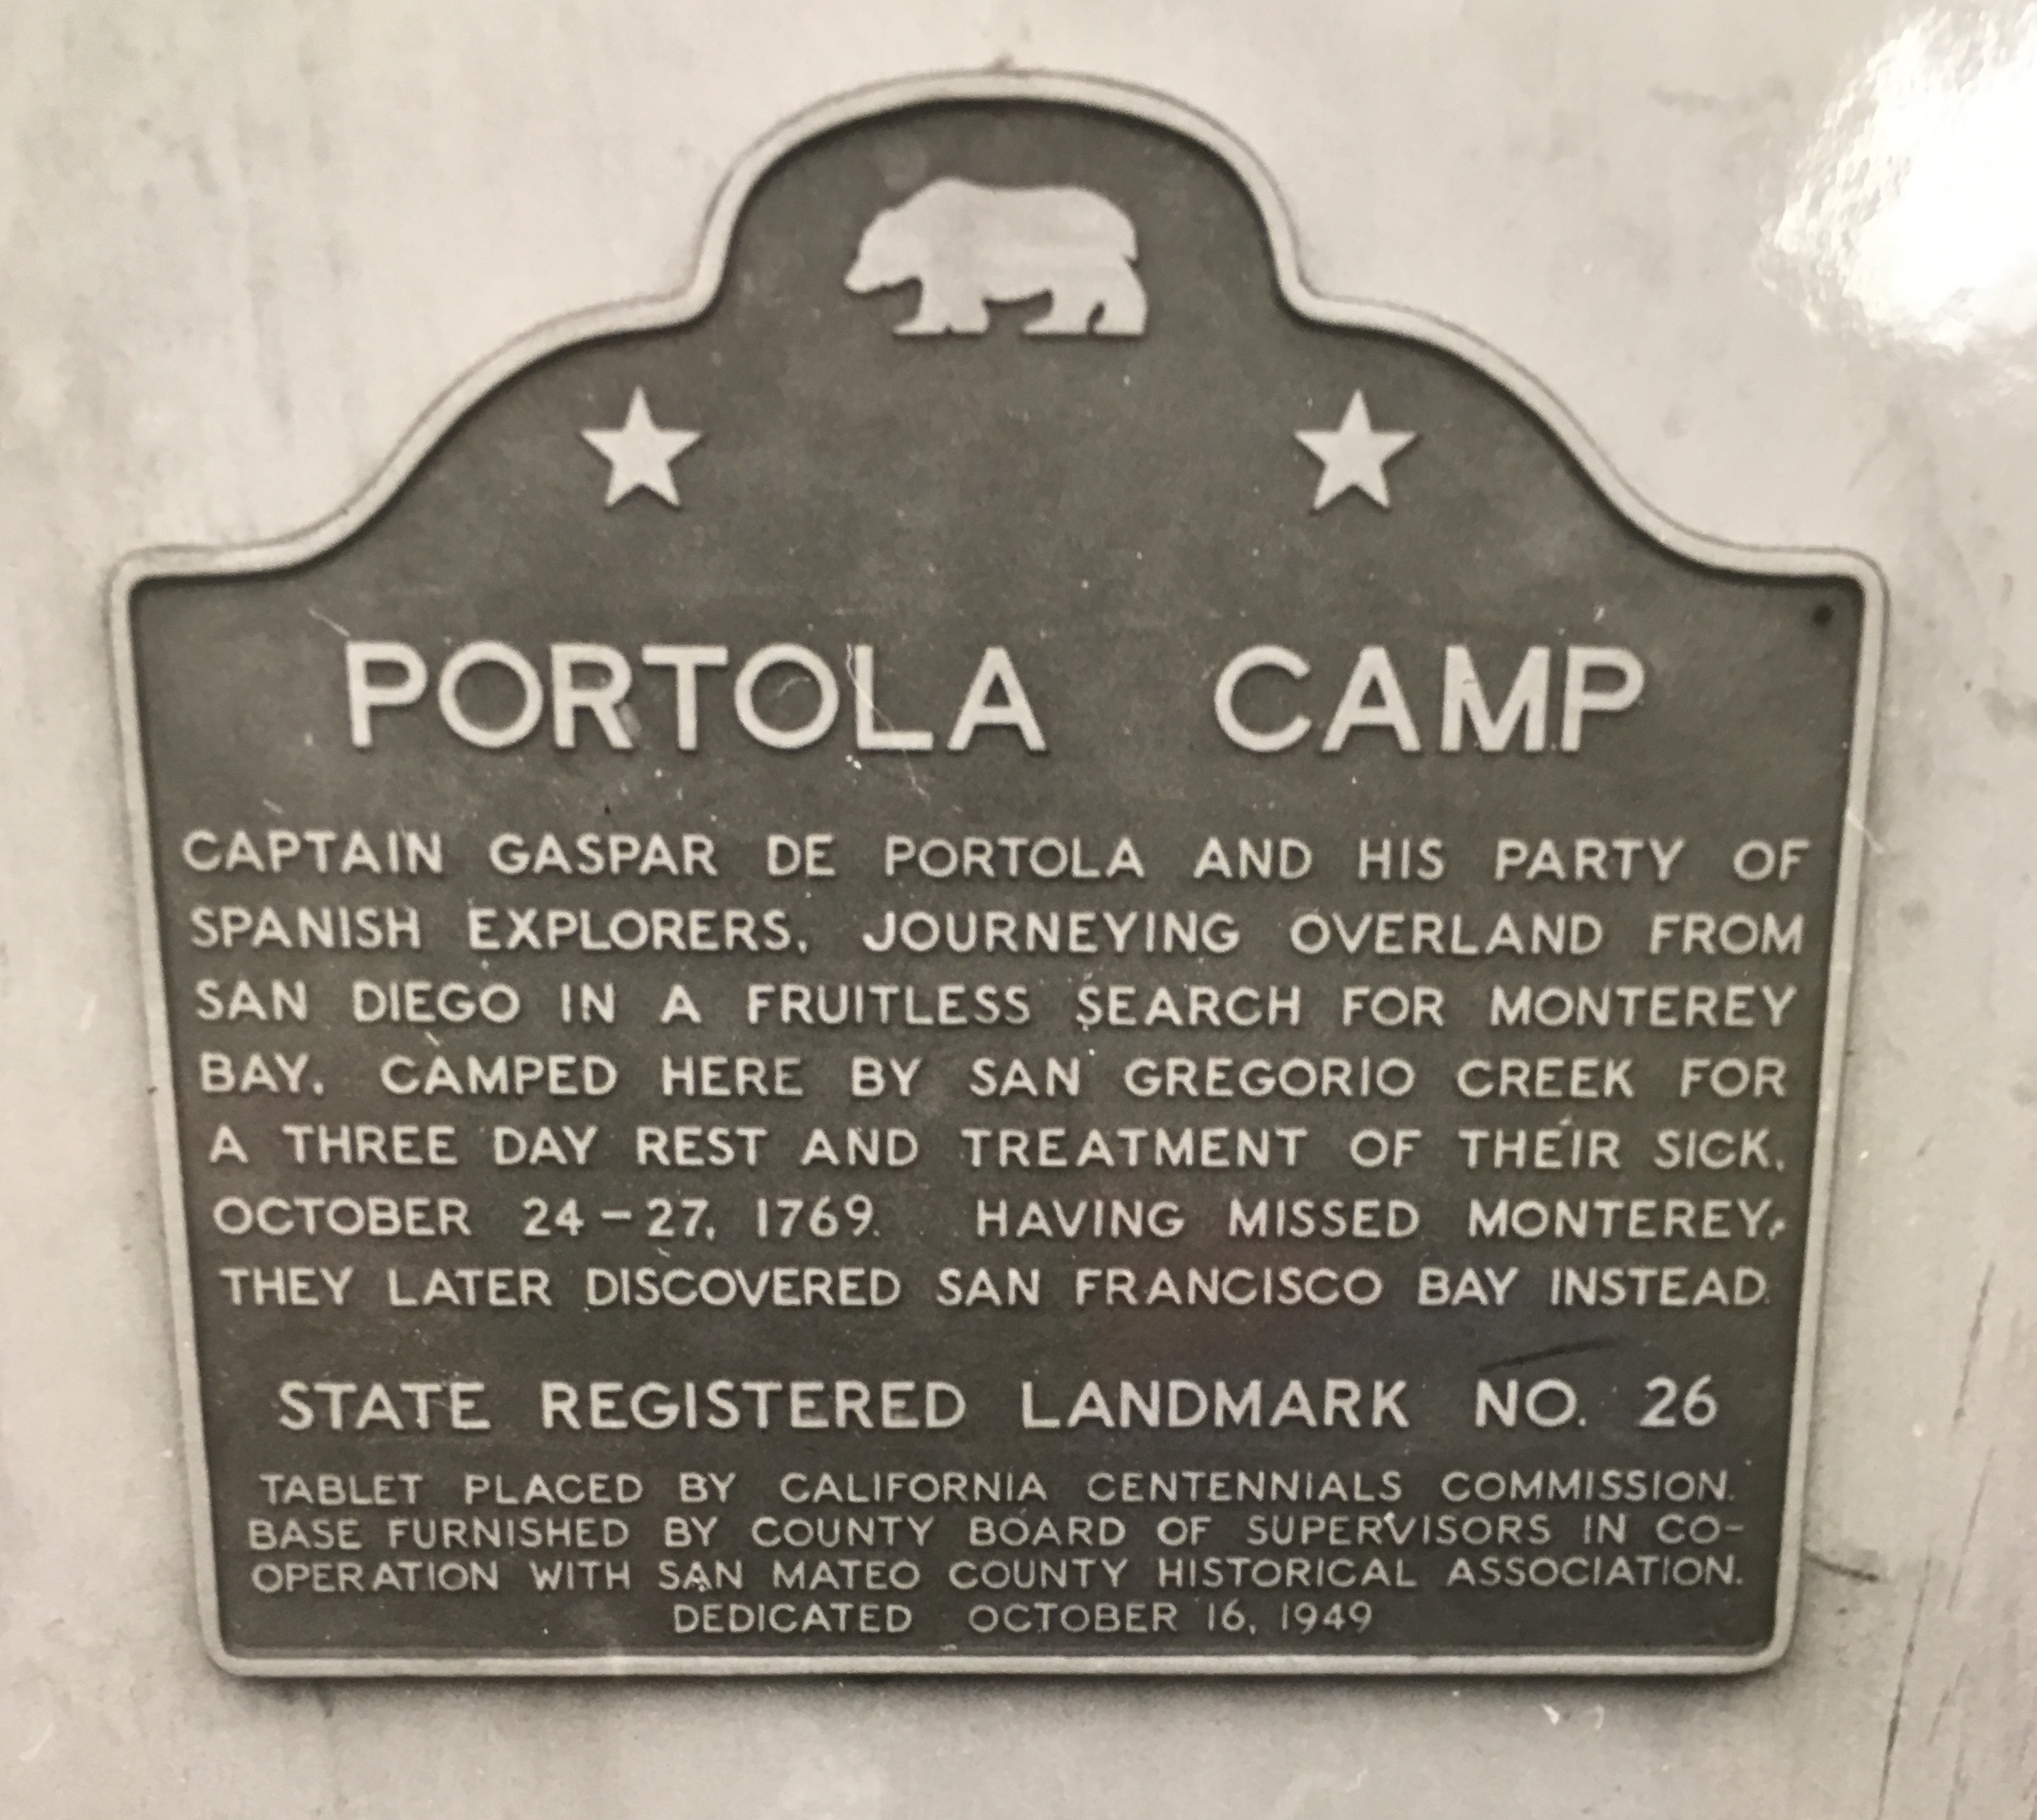 PORTOLA CAMP
CAPTAIN GASPAR DE PORTOLA AND HIS PARTY OF
SPANISH EXPLORERS, JOURNEYING OVERLAND FROM
SAN DIEGO IN A FRUITLESS SEARCH FOR MONTEREY
BAY, CAMPED HERE BY SAN GREGORIO CREEK FOR
A THREE DAY REST AND TREATMENT OF THEIR SICK,
OCTOBER 24-27, 1769. HAVING MISSED MONTEREY,
THEY LATER DISCOVERED SAN FRANCISCO BAY INSTEAD.
STATE REGISTERED LANDMARK NO. 26
TABLET PLACED BY CALIFORNIA CENTENNIALS COMMISSION.
BASE FURNISHED BY COUNTY BOARD OF SUPERVISORS IN CO-
OPERATION WITH SAN MATEO COUNTY HISTORICAL ASSOCIATION.
DEDICATED OCTOBER 16, 1949